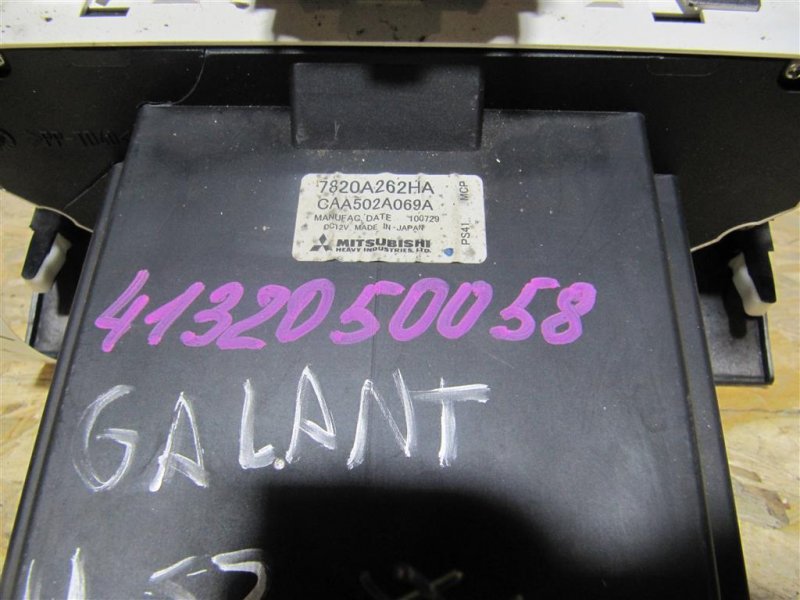 7820A262HA
CAA502A069A
MANUFAC. DATE 100729
DC12V MADE IN JAPAN
MITSUBISHI
HEAVY INDUSTRIES, LTD.
PS41 MCP
4132050058
GALANT